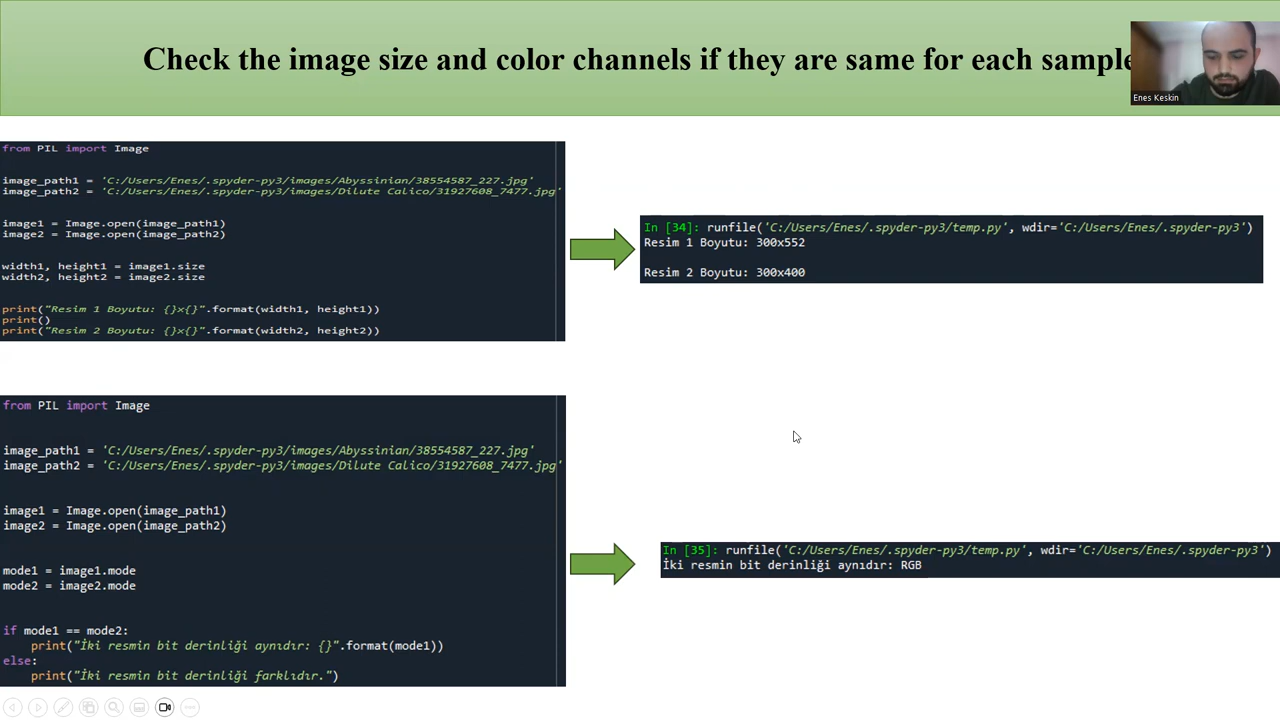 Check the image size and color channels if they are same for each sample
Enes Keskin
from PIL import Image
image_path1 = 'C:/Users/Enes/.spyder-py3/images/Abyssinian/38554587_227.jpg'
image_path2 = 'C:/Users/Enes/.spyder-py3/images/Dilute Calico/31927608_7477.jpg'
image1 = Image.open(image_path1)
image2 = Image.open(image_path2)
width1, height1 = image1.size
width2, height2 = image2.size
print("Resim 1 Boyutu: {}x{}".format(width1, height1))
print()
print("Resim 2 Boyutu: {}x{}".format(width2, height2))
In [34]: runfile('C:/Users/Enes/.spyder-py3/temp.py', wdir='C:/Users/Enes/.spyder-py3')
Resim 1 Boyutu: 300x552
Resim 2 Boyutu: 300x400
from PIL import Image
image_path1 = 'C:/Users/Enes/.spyder-py3/images/Abyssinian/38554587_227.jpg'
image_path2 = 'C:/Users/Enes/.spyder-py3/images/Dilute Calico/31927608_7477.jpg'
image1 = Image.open(image_path1)
image2 = Image.open(image_path2)
mode1 = image1.mode
mode2 = image2.mode
if mode1 == mode2:
print("İki resmin bit derinliği aynıdır: {}".format(mode1))
else:
print("İki resmin bit derinliği farklıdır.")
In [35]: runfile('C:/Users/Enes/.spyder-py3/temp.py', wdir='C:/Users/Enes/.spyder-py3')
İki resmin bit derinliği aynıdır: RGB